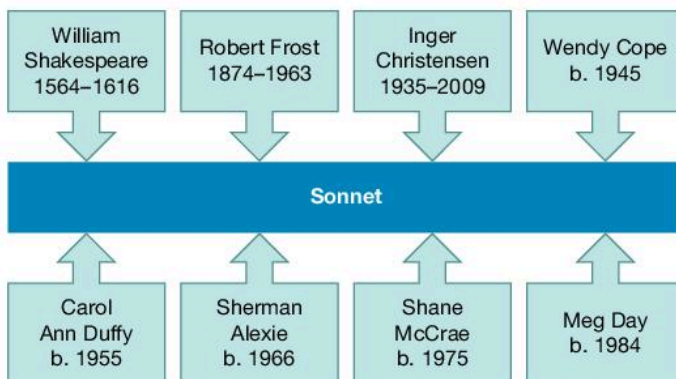 William
Shakespeare
1564–1616
Robert Frost
1874–1963
Inger
Christensen
1935–2009
Wendy Cope
b. 1945
Sonnet
Carol
Ann Duffy
b. 1955
Sherman
Alexie
b. 1966
Shane
McCrae
b. 1975
Meg Day
b. 1984